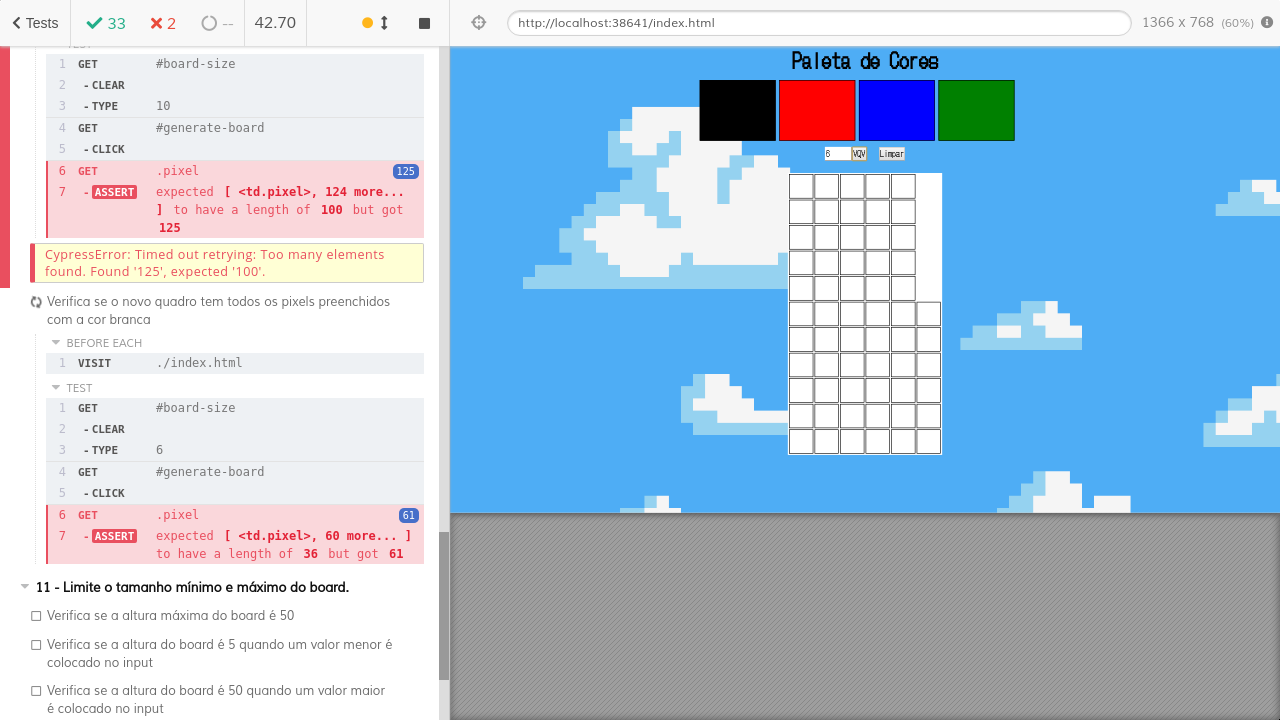 Tests
33
2
--
42.70
http://localhost:38641/index.html
1366 x 768 (60%)
1 GET #board-size
2 - CLEAR
3 - TYPE 10
4 GET #generate-board
5 - CLICK
6 GET .pixel 125
7 - ASSERT expected [ <td.pixel>, 124 more...
] to have a length of 100 but got
125
CypressError: Timed out retrying: Too many elements
found. Found '125', expected '100'.
Verifica se o novo quadro tem todos os pixels preenchidos
com a cor branca
BEFORE EACH
1 VISIT ./index.html
TEST
1 GET #board-size
2 - CLEAR
3 - TYPE 6
4 GET #generate-board
5 - CLICK
6 GET .pixel 61
7 - ASSERT expected [ <td.pixel>, 60 more... ]
to have a length of 36 but got 61
11 - Limite o tamanho mínimo e máximo do board.
Verifica se a altura máxima do board é 50
Verifica se a altura do board é 5 quando um valor menor é
colocado no input
Verifica se a altura do board é 50 quando um valor maior
é colocado no input
Paleta de Cores
6 VQV Limpar